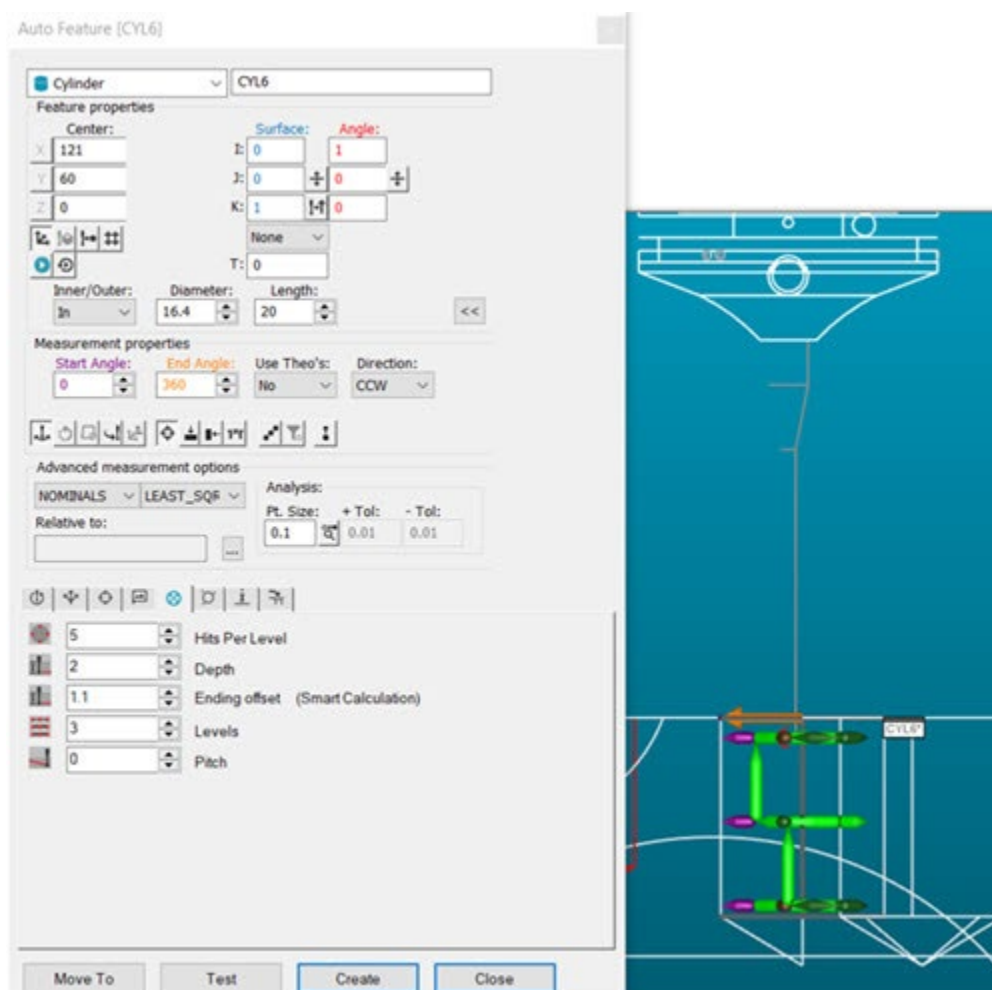 Auto Feature [CYL6]
Cylinder CYL6
Feature properties
Center: Surface: Angle:
X 121 I: 0 1
Y 60 J: 0 0
Z 0 K: 1 0
None
T: 0
Inner/Outer: Diameter: Length:
In 16.4 20 <<
Measurement properties
Start Angle: End Angle: Use Theo's: Direction:
0 360 No CCW
Advanced measurement options
NOMINALS LEAST_SQR Analysis:
Pt. Size: + Tol: - Tol:
Relative to: 0.1 0.01 0.01
...
5 Hits Per Level
2 Depth
1.1 Ending offset (Smart Calculation)
3 Levels
0 Pitch
CYL6*
Move To Test Create Close